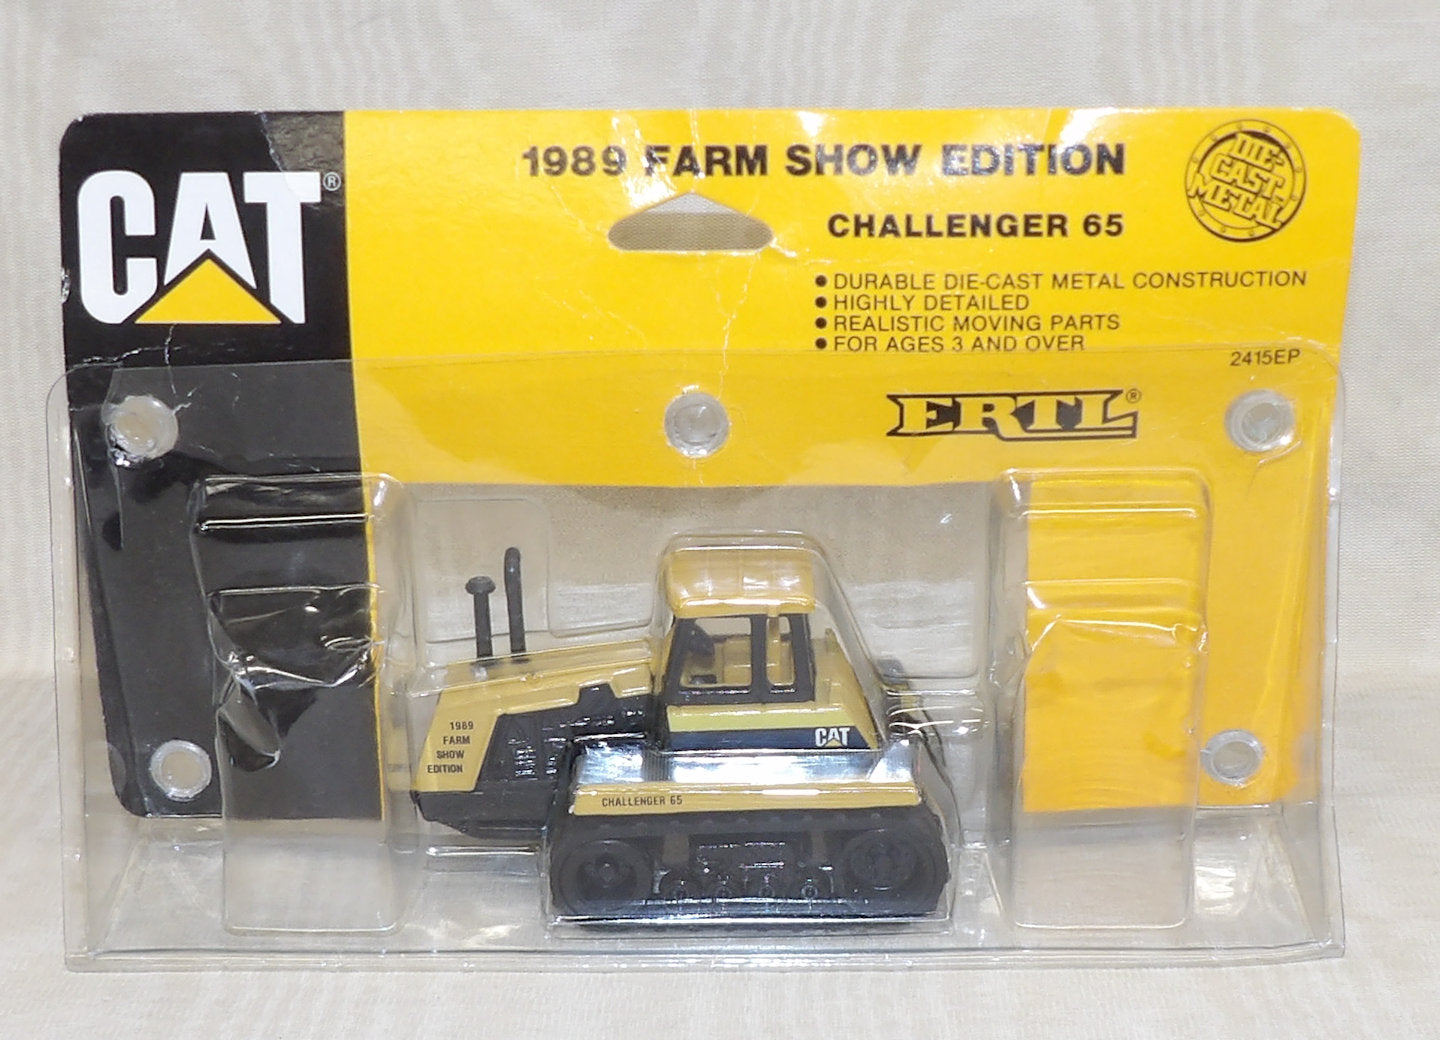 CAT®
1989 FARM SHOW EDITION
CHALLENGER 65
DIE-
CAST
METAL
● DURABLE DIE-CAST METAL CONSTRUCTION
● HIGHLY DETAILED
● REALISTIC MOVING PARTS
● FOR AGES 3 AND OVER
2415EP
ERTL®
1989
FARM
SHOW
EDITION
CAT
CHALLENGER 65